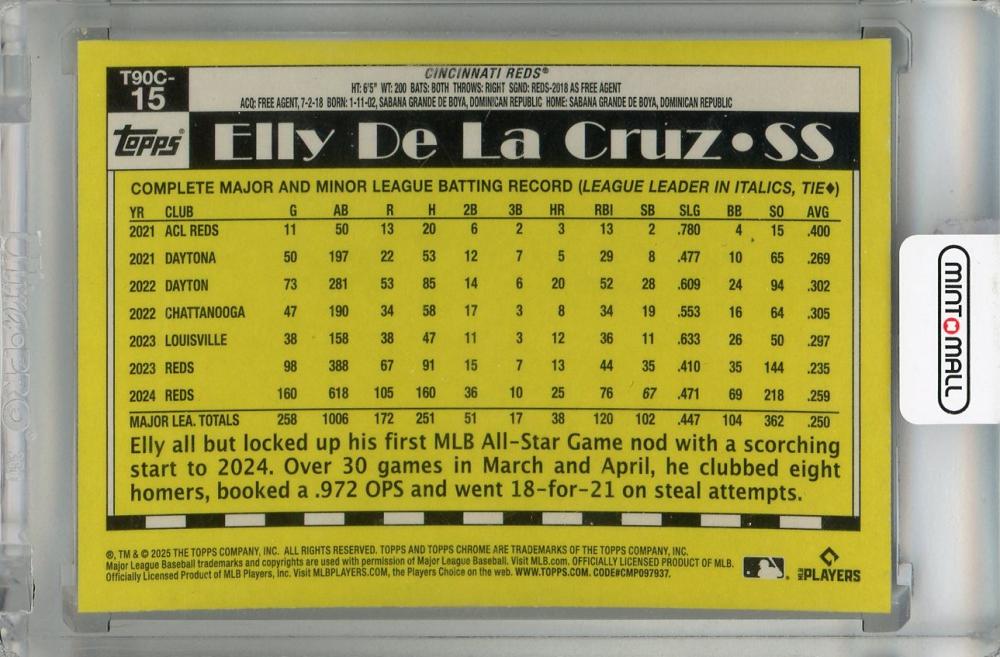 T90C-
15
CINCINNATI REDS®
HT: 6'5" WT: 200 BATS: BOTH THROWS: RIGHT SGND: REDS-2018 AS FREE AGENT
ACQ: FREE AGENT, 7-2-18 BORN: 1-11-02, SABANA GRANDE DE BOYA, DOMINICAN REPUBLIC HOME: SABANA GRANDE DE BOYA, DOMINICAN REPUBLIC
Topps®
Elly De La Cruz • SS
COMPLETE MAJOR AND MINOR LEAGUE BATTING RECORD (LEAGUE LEADER IN ITALICS, TIE♦)
YR CLUB G AB R H 2B 3B HR RBI SB SLG BB SO AVG
2021 ACL REDS 11 50 13 20 6 2 3 13 2 .780 4 15 .400
2021 DAYTONA 50 197 22 53 12 7 5 29 8 .477 10 65 .269
2022 DAYTON 73 281 53 85 14 6 20 52 28 .609 24 94 .302
2022 CHATTANOOGA 47 190 34 58 17 3 8 34 19 .553 16 64 .305
2023 LOUISVILLE 38 158 38 47 11 3 12 36 11 .633 26 50 .297
2023 REDS 98 388 67 91 15 7 13 44 35 .410 35 144 .235
2024 REDS 160 618 105 160 36 10 25 76 67 .471 69 218 .259
MAJOR LEA. TOTALS 258 1006 172 251 51 17 38 120 102 .447 104 362 .250
Elly all but locked up his first MLB All-Star Game nod with a scorching
start to 2024. Over 30 games in March and April, he clubbed eight
homers, booked a .972 OPS and went 18-for-21 on steal attempts.
®, TM & © 2025 THE TOPPS COMPANY, INC. ALL RIGHTS RESERVED. TOPPS AND TOPPS CHROME ARE TRADEMARKS OF THE TOPPS COMPANY, INC.
Major League Baseball trademarks and copyrights are used with permission of Major League Baseball. Visit MLB.com. OFFICIALLY LICENSED PRODUCT OF MLB.
Officially Licensed Product of MLB Players, Inc. Visit MLBPLAYERS.COM, the Players Choice on the web. WWW.TOPPS.COM. CODE#CMP097937.
MLB PLAYERS
MINT MALL